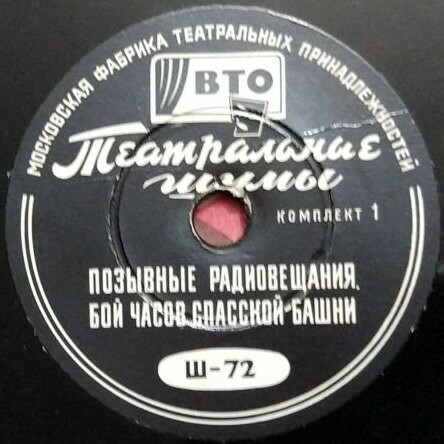 МОСКОВСКАЯ ФАБРИКА ТЕАТРАЛЬНЫХ ПРИНАДЛЕЖНОСТЕЙ
ВТО
Театральные
шумы
КОМПЛЕКТ 1
ПОЗЫВНЫЕ РАДИОВЕЩАНИЯ.
БОЙ ЧАСОВ СПАССКОЙ БАШНИ
Ш-72